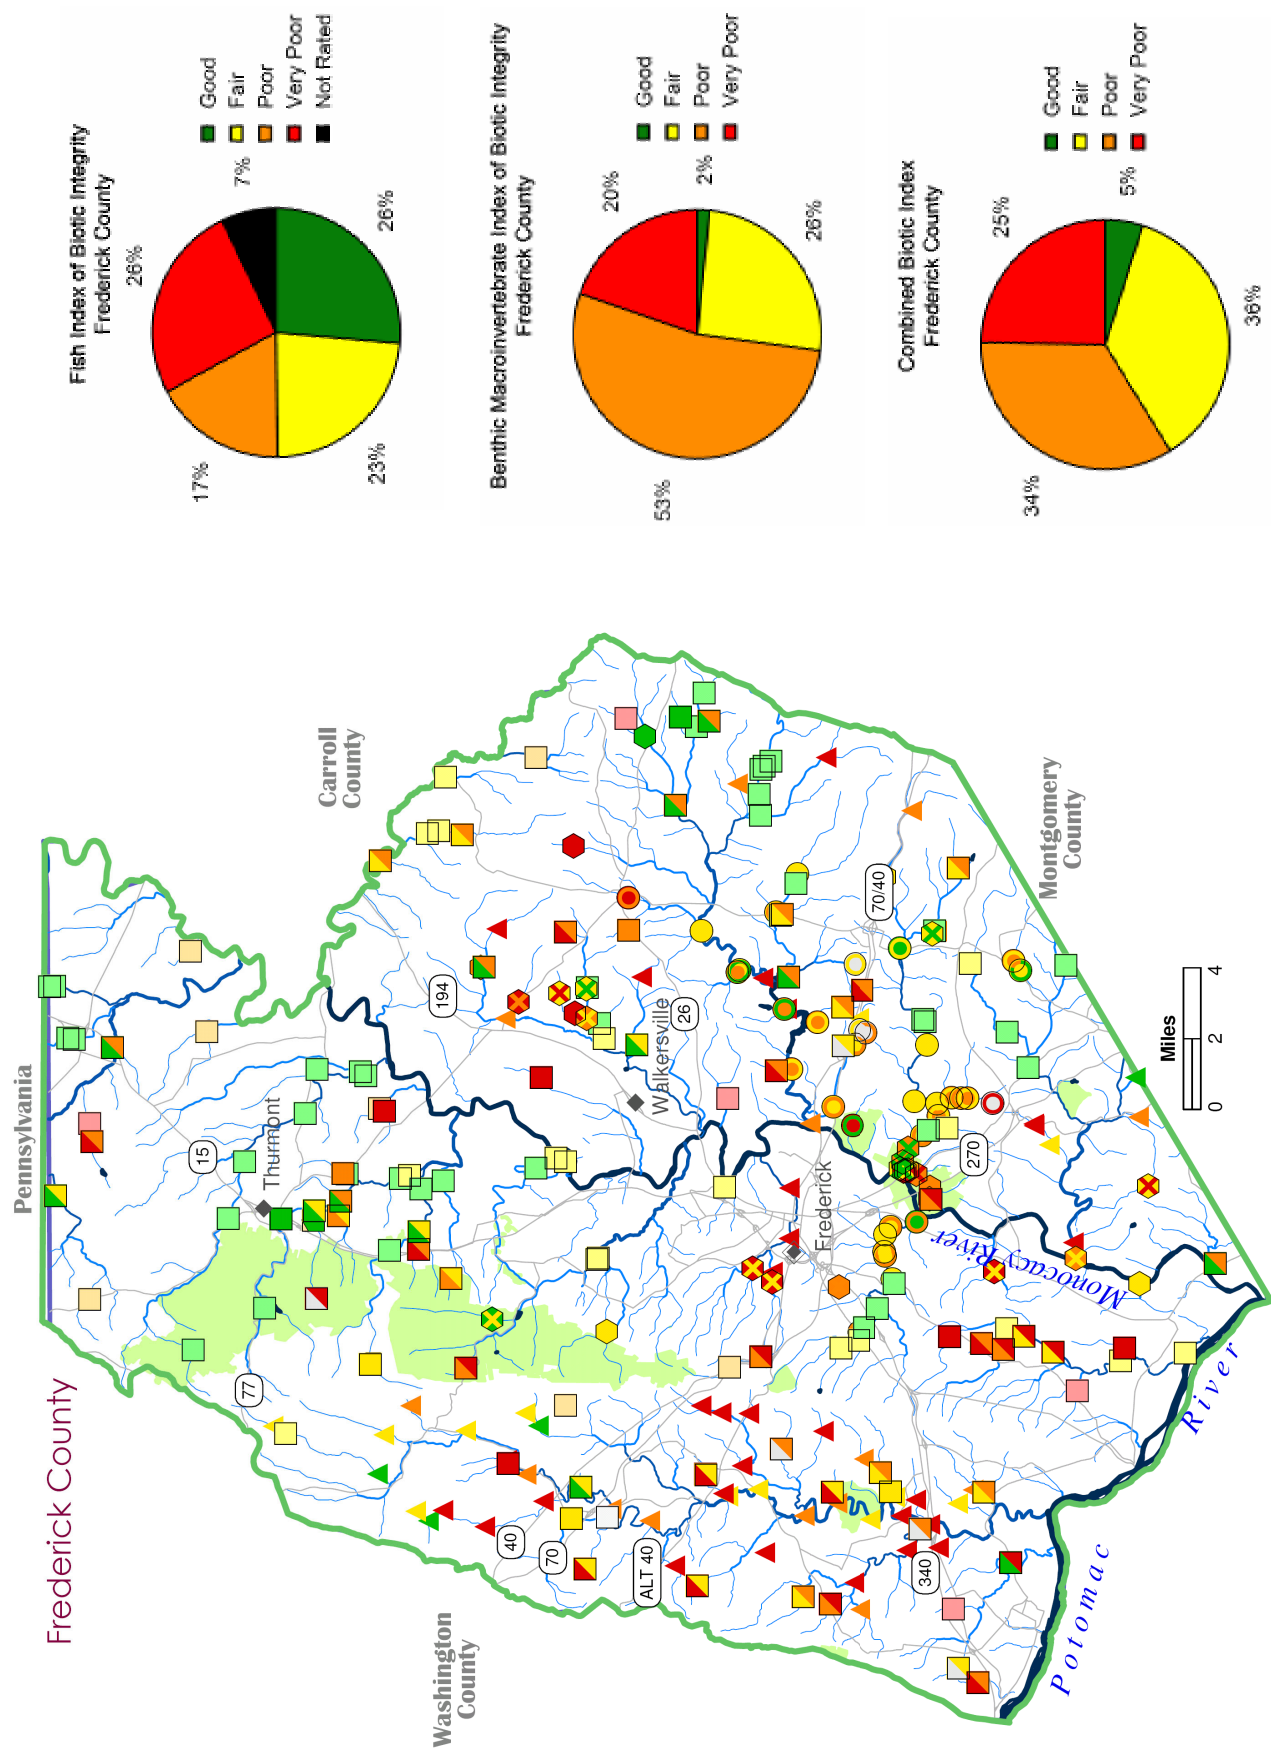 Frederick County
Pennsylvania
Carroll
County
Washington
County
Montgomery
County
15
Thurmont
77
194
Walkersville
26
40
70
ALT 40
Frederick
70/40
270
340
Monocacy River
Potomac
River
Miles
0
2
4
Fish Index of Biotic Integrity
Frederick County
26%
7%
17%
23%
26%
Good
Fair
Poor
Very Poor
Not Rated
Benthic Macroinvertebrate Index of Biotic Integrity
Frederick County
20%
2%
53%
26%
Good
Fair
Poor
Very Poor
Combined Biotic Index
Frederick County
25%
5%
34%
36%
Good
Fair
Poor
Very Poor